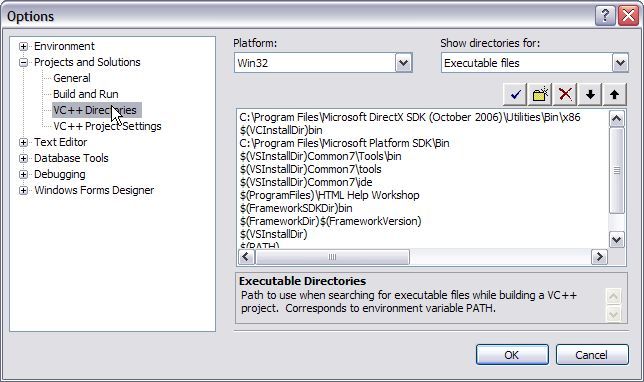 Options
Environment
Projects and Solutions
General
Build and Run
VC++ Directories
VC++ Project Settings
Text Editor
Database Tools
Debugging
Windows Forms Designer
Platform:
Win32
Show directories for:
Executable files
C:\Program Files\Microsoft DirectX SDK (October 2006)\Utilities\Bin\x86
$(VCInstallDir)bin
C:\Program Files\Microsoft Platform SDK\Bin
$(VSInstallDir)Common7\Tools\bin
$(VSInstallDir)Common7\tools
$(VSInstallDir)Common7\ide
$(ProgramFiles)\HTML Help Workshop
$(FrameworkSDKDir)bin
$(FrameworkDir)$(FrameworkVersion)
$(VSInstallDir)
$(PATH)
Executable Directories
Path to use when searching for executable files while building a VC++
project. Corresponds to environment variable PATH.
OK
Cancel